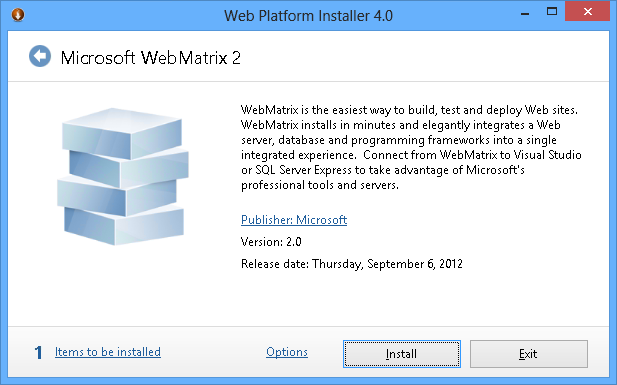 Web Platform Installer 4.0
Microsoft WebMatrix 2
WebMatrix is the easiest way to build, test and deploy Web sites.
WebMatrix installs in minutes and elegantly integrates a Web
server, database and programming frameworks into a single
integrated experience.  Connect from WebMatrix to Visual Studio
or SQL Server Express to take advantage of Microsoft's
professional tools and servers.
Publisher: Microsoft
Version: 2.0
Release date: Thursday, September 6, 2012
1 Items to be installed Options Install Exit